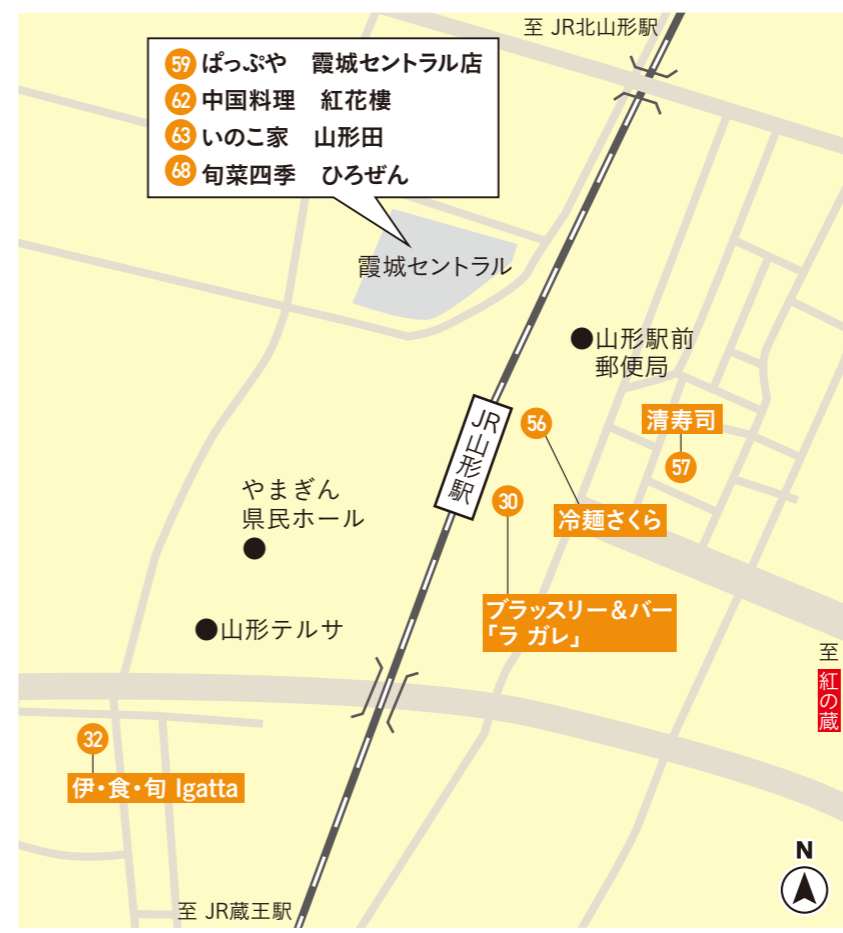 至 JR北山形駅
59 ぱっぷや 霞城セントラル店
62 中国料理 紅花樓
63 いのこ家 山形田
68 旬菜四季 ひろぜん
霞城セントラル
山形駅前
郵便局
清寿司
57
56
冷麺さくら
JR山形駅
30
ブラッスリー＆バー
「ラ ガレ」
やまぎん
県民ホール
山形テルサ
至
紅の蔵
32
伊・食・旬 Igatta
至 JR蔵王駅
N